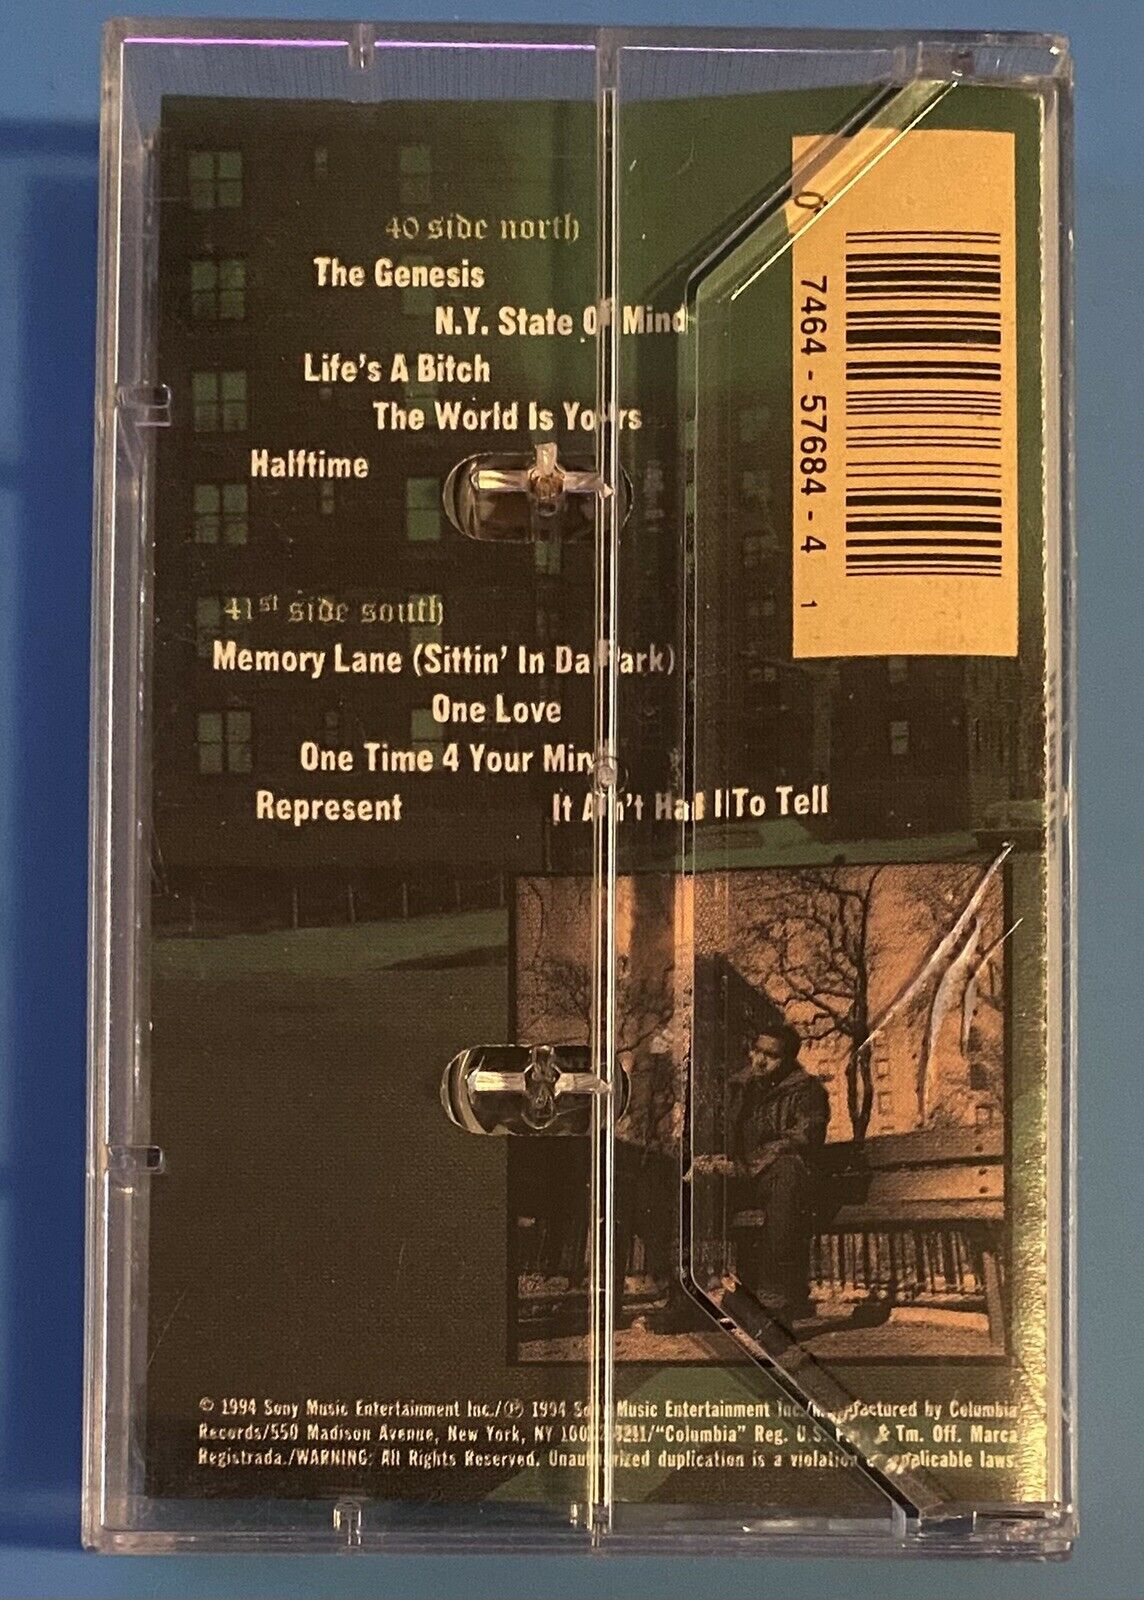 40 side north
The Genesis
N.Y. State Of Mind
Life's A Bitch
The World Is Yours
Halftime
41st side south
Memory Lane (Sittin' In Da Park)
One Love
One Time 4 Your Mind
Represent
It Ain't Hard To Tell
0
7464 - 57684 - 4
1
© 1994 Sony Music Entertainment Inc./℗ 1994 Sony Music Entertainment Inc./Manufactured by Columbia
Records/550 Madison Avenue, New York, NY /"Columbia" Reg. U.S. & Tm. Off. Marca
Registrada./WARNING: All Rights Reserved. Unauthorized duplication is a violation of applicable laws.